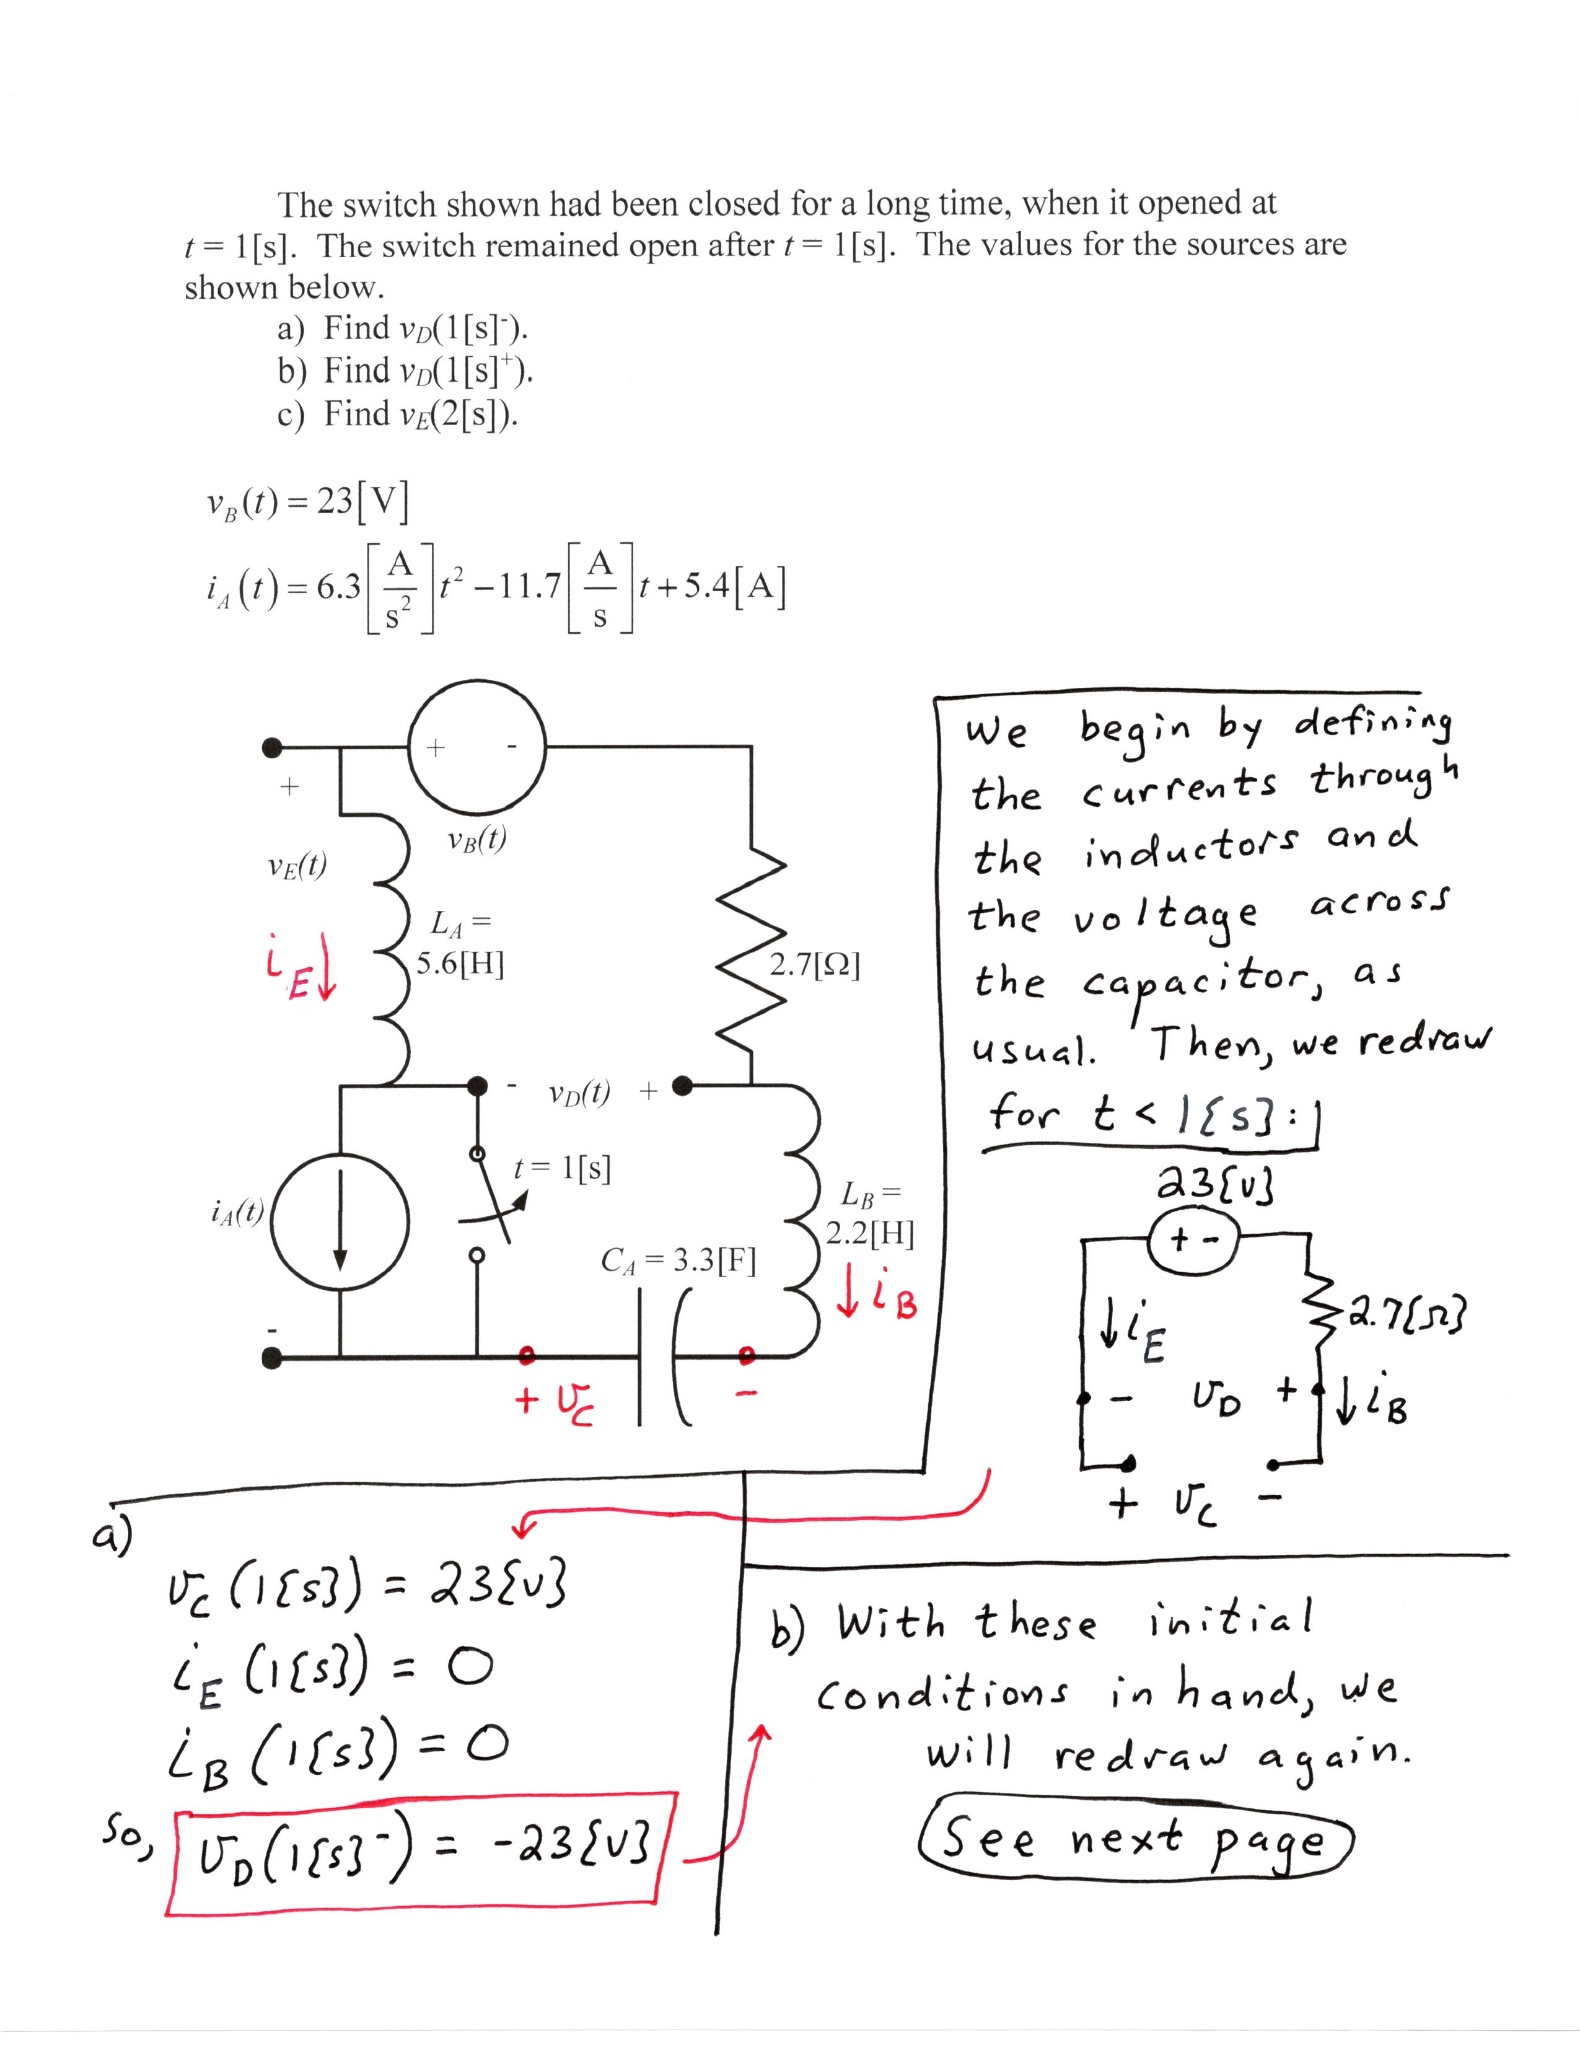 The switch shown had been closed for a long time, when it opened at
t = 1[s]. The switch remained open after t = 1[s]. The values for the sources are
shown below.
a) Find vD(1[s]⁻).
b) Find vD(1[s]⁺).
c) Find vE(2[s]).
vB(t) = 23[V]
iA(t) = 6.3[A/s²]t² − 11.7[A/s]t + 5.4[A]
+ -
+
vB(t)
vE(t)
LA =
5.6[H]
iE↓
2.7[Ω]
- vD(t) +
t = 1[s]
iA(t)
LB =
2.2[H]
CA = 3.3[F]
↓iB
-
+ vC -
We begin by defining
the currents through
the inductors and
the voltage across
the capacitor, as
usual. Then, we redraw
for t < 1{s}:
23{V}
+ -
↓iE
2.7{Ω}
- vD + ↓iB
+ vC -
a)
vC(1{s}) = 23{V}
iE(1{s}) = 0
iB(1{s}) = 0
So, vD(1{s}⁻) = -23{V}
b) With these initial
conditions in hand, we
will redraw again.
See next page